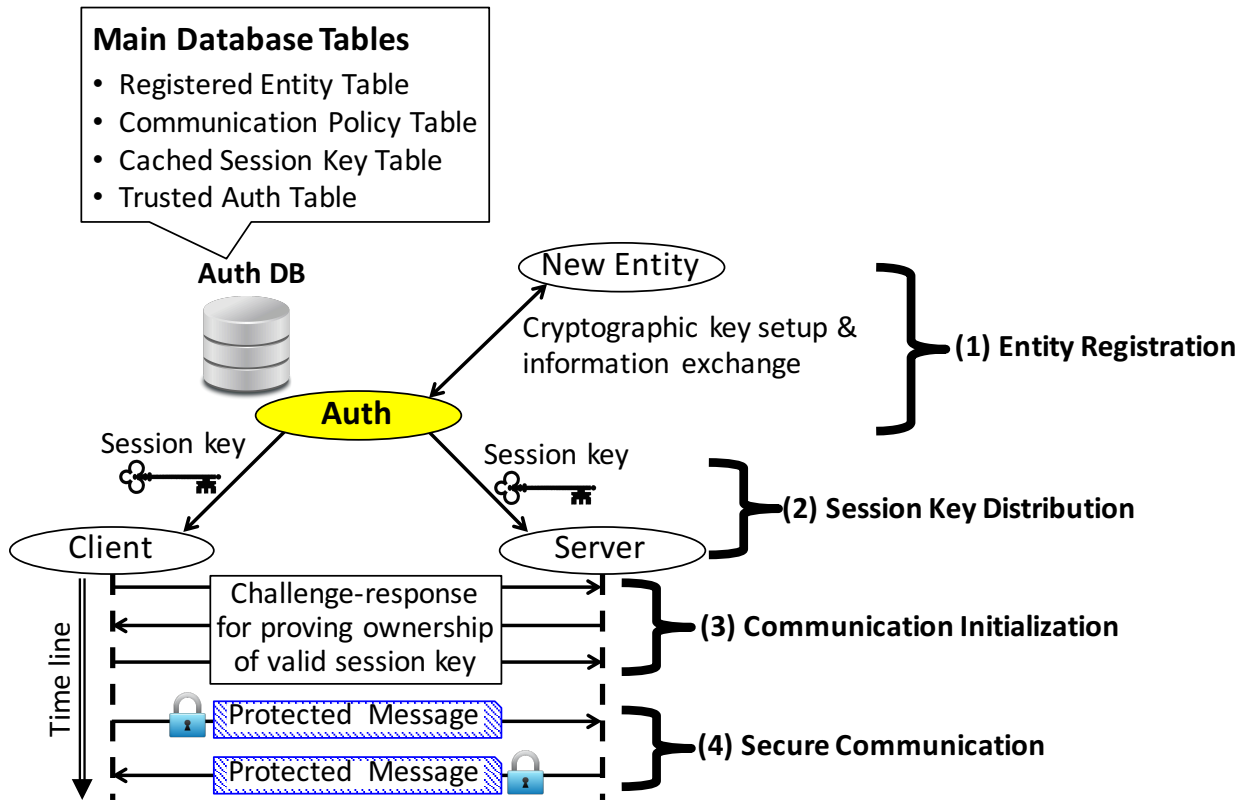 Main Database Tables
• Registered Entity Table
• Communication Policy Table
• Cached Session Key Table
• Trusted Auth Table
Auth DB
New Entity
Cryptographic key setup &
information exchange
(1) Entity Registration
Auth
Session key
Session key
(2) Session Key Distribution
Client
Server
Time line
Challenge-response
for proving ownership
of valid session key
(3) Communication Initialization
Protected Message
(4) Secure Communication
Protected Message